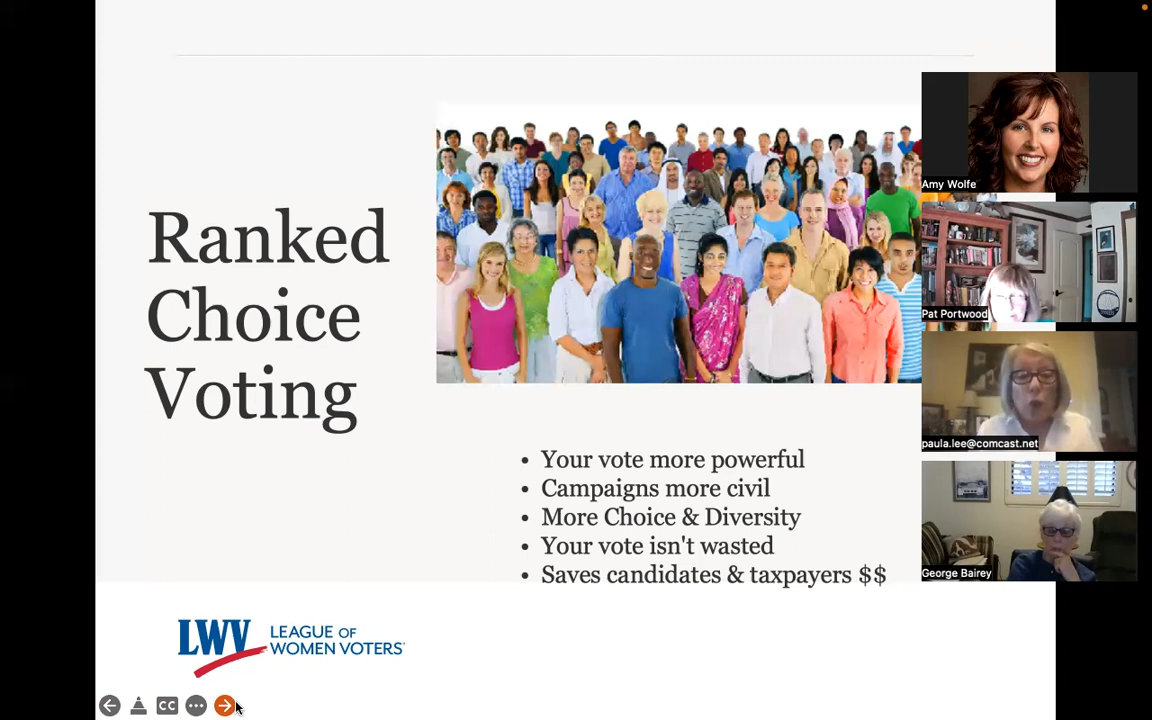 Ranked
Choice
Voting
• Your vote more powerful
• Campaigns more civil
• More Choice & Diversity
• Your vote isn't wasted
• Saves candidates & taxpayers $$
LWV LEAGUE OF
WOMEN VOTERS
CC
Amy Wolfe
Pat Portwood
paula.lee@comcast.net
George Bairey